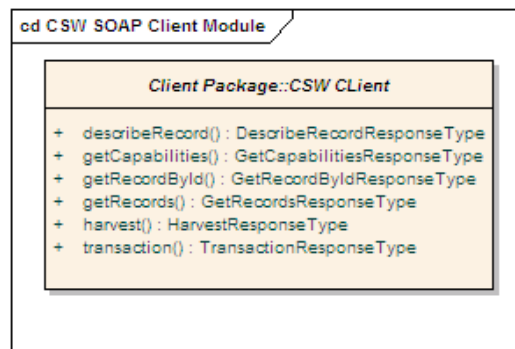 cd CSW SOAP Client Module
Client Package::CSW CLient
+ describeRecord() : DescribeRecordResponseType
+ getCapabilities() : GetCapabilitiesResponseType
+ getRecordById() : GetRecordByIdResponseType
+ getRecords() : GetRecordsResponseType
+ harvest() : HarvestResponseType
+ transaction() : TransactionResponseType